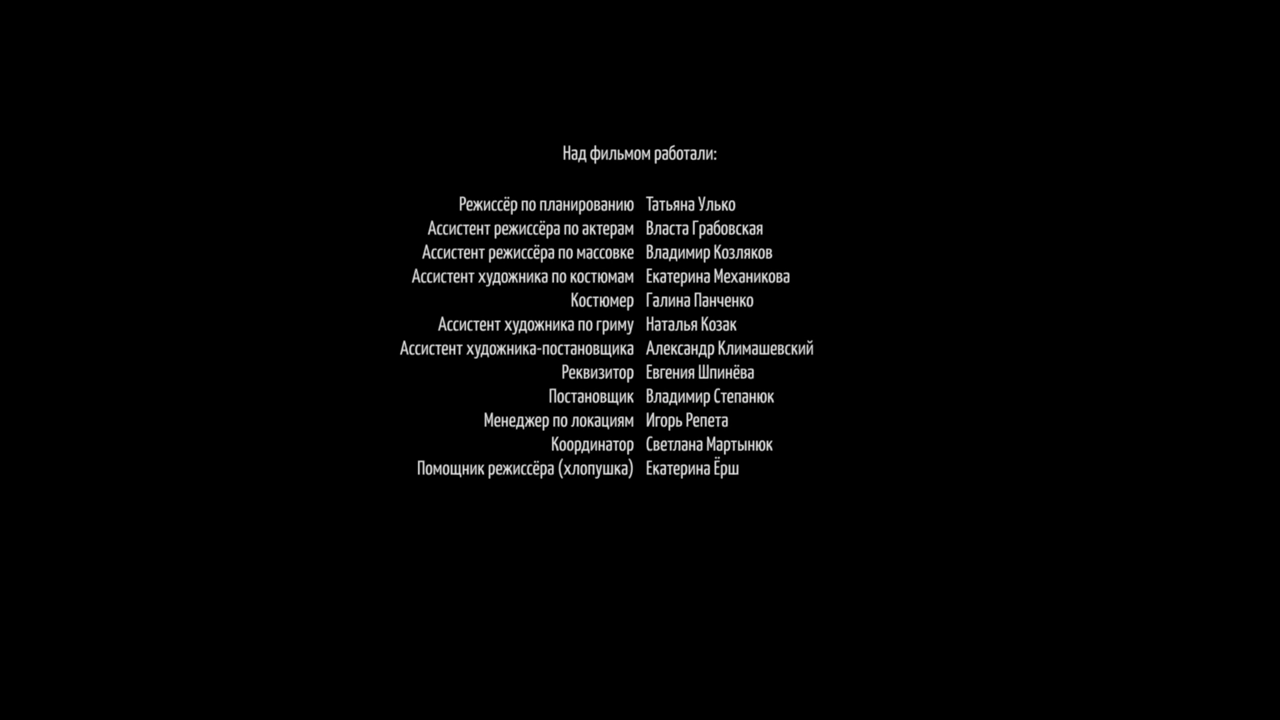 Над фильмом работали:
Режиссёр по планированию Татьяна Улько
Ассистент режиссёра по актерам Власта Грабовская
Ассистент режиссёра по массовке Владимир Козляков
Ассистент художника по костюмам Екатерина Механикова
Костюмер Галина Панченко
Ассистент художника по гриму Наталья Козак
Ассистент художника-постановщика Александр Климашевский
Реквизитор Евгения Шпинёва
Постановщик Владимир Степанюк
Менеджер по локациям Игорь Репета
Координатор Светлана Мартынюк
Помощник режиссёра (хлопушка) Екатерина Ёрш